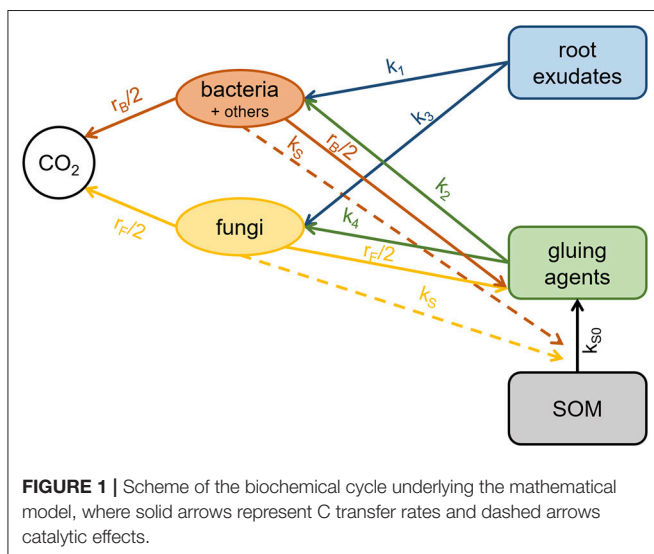 root
exudates
k1
bacteria
+ others
rB/2
CO2
k3
kS
rB/2
k2
fungi
k4
rF/2
rF/2
gluing
agents
kS
kS0
SOM
FIGURE 1 | Scheme of the biochemical cycle underlying the mathematical
model, where solid arrows represent C transfer rates and dashed arrows
catalytic effects.